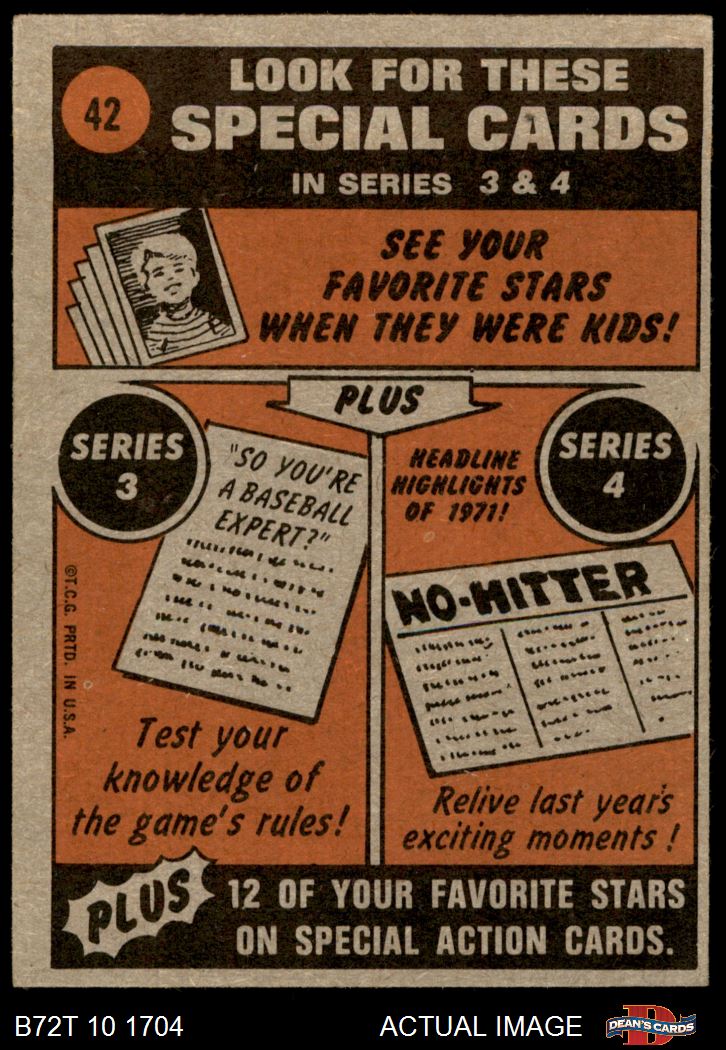 42
LOOK FOR THESE
SPECIAL CARDS
IN SERIES 3 & 4
SEE YOUR
FAVORITE STARS
WHEN THEY WERE KIDS!
PLUS
SERIES
3
"SO YOU'RE
A BASEBALL
EXPERT?"
HEADLINE
HIGHLIGHTS
OF 1971!
SERIES
4
NO-HITTER
©T.C.G. PRTD. IN U.S.A.
Test your
knowledge of
the game's rules!
Relive last year's
exciting moments!
PLUS
12 OF YOUR FAVORITE STARS
ON SPECIAL ACTION CARDS.
B72T 10 1704
ACTUAL IMAGE
D
DEAN'S CARDS